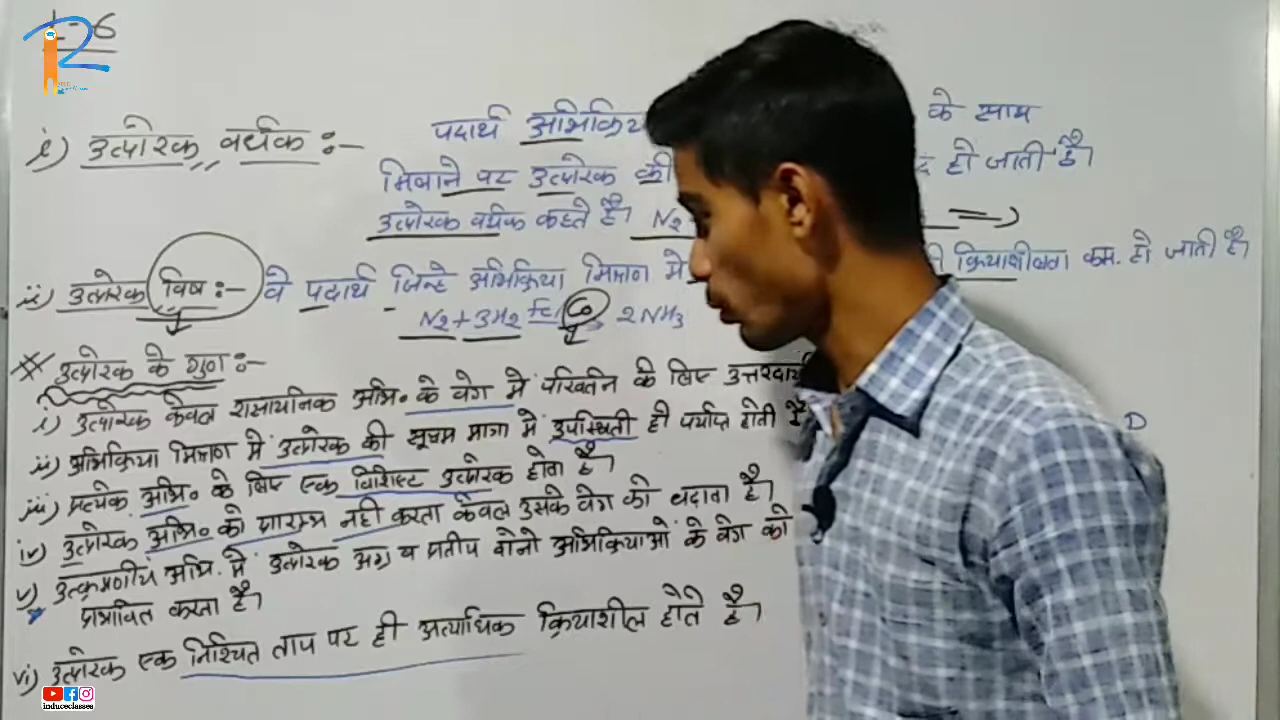 L-6
i) उत्प्रेरक वर्धक :- पदार्थ अभिक्रिय के साथ
मिलाने पर उत्प्रेरक की हो जाती है
उत्प्रेरक वर्धक कहते है। N2
ii) उत्प्रेरक विष :- वे पदार्थ जिन्हे अभिक्रिया मिश्रण मे क्रियाशीलता कम. हो जाती है।
N2 + 3H2 Fe/Co 2NH3
* उत्प्रेरक के गुण :-
i) उत्प्रेरक केवल रासायनिक अभि॰ के वेग में परिवर्तन के लिए उत्तरदायी
ii) अभिक्रिया मिश्रण में उत्प्रेरक की सूक्ष्म मात्रा में उपस्थिती ही पर्याप्त होती है
iii) प्रत्येक अभि॰ के लिए एक विशिष्ट उत्प्रेरक होता है।
iv) उत्प्रेरक अभि॰ को प्रारम्भ नही करता केवल उसके वेग को बढाता है।
v) उत्क्रमणीय अभि. में उत्प्रेरक अग्र व प्रतीप दोनो अभिक्रियाओं के वेग को
प्रभावित करता है।
vi) उत्प्रेरक एक निश्चित ताप पर ही अत्याधिक क्रियाशील होते है।
D
induceclasses